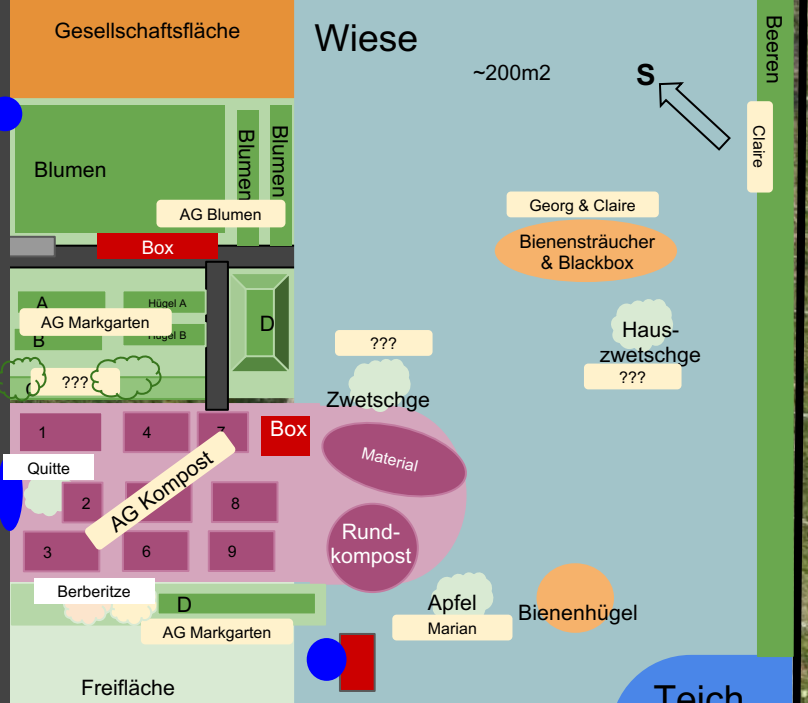 Gesellschaftsfläche
Wiese
~200m2
S
Beeren
Claire
Blumen
Blumen
Blumen
AG Blumen
Georg & Claire
Bienensträucher
& Blackbox
Box
A
Hügel A
AG Markgarten
B
Hügel B
D
???
???
Haus-
zwetschge
???
Zwetschge
1
4
7
Box
Material
Quitte
AG Kompost
2
8
3
6
9
Rund-
kompost
Berberitze
D
AG Markgarten
Apfel
Marian
Bienenhügel
Freifläche
Teich